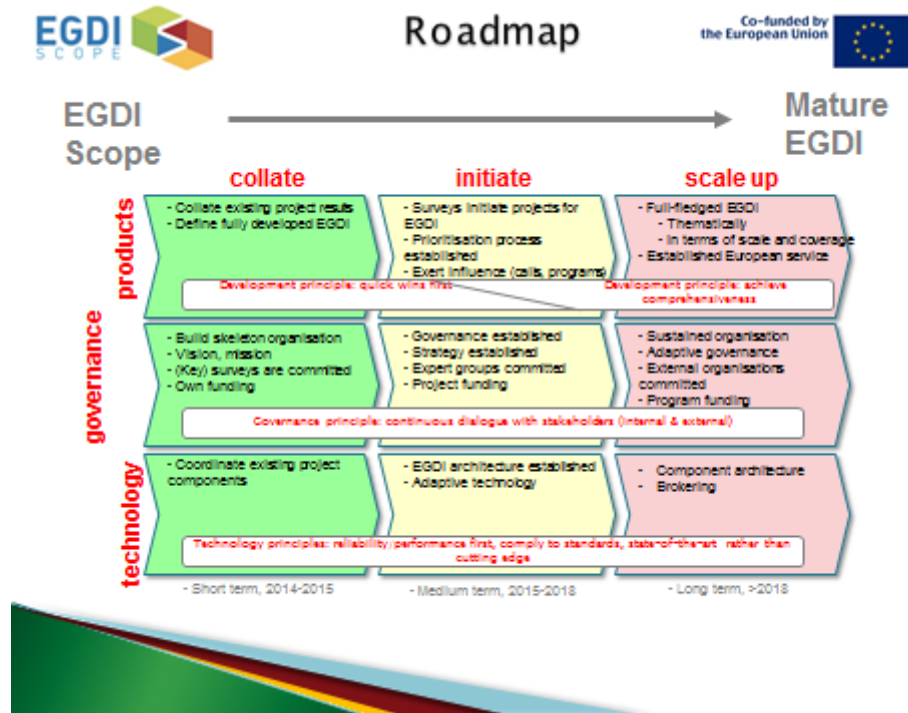 EGDI
SCOPE
Roadmap
Co-funded by
the European Union
EGDI
Scope
Mature
EGDI
collate
initiate
scale up
products
- Collate existing project results
- Define fully developed EGDI
- Surveys initiate projects for
EGDI
- Prioritisation process
established
- Exert influence (calls, programs)
- Full-fledged EGDI
- Thematically
- In terms of scale and coverage
- Established European service
Development principle: quick wins first
Development principle: achieve
comprehensiveness
governance
- Build skeleton organisation
- Vision, mission
- (Key) surveys are committed
- Own funding
- Governance established
- Strategy established
- Expert groups committed
- Project funding
- Sustained organisation
- Adaptive governance
- External organisations
committed
- Program funding
Governance principle: continuous dialogue with stakeholders (internal & external)
technology
- Coordinate existing project
components
- EGDI architecture established
- Adaptive technology
- Component architecture
- Brokering
Technology principles: reliability/performance first, comply to standards, state-of-the-art rather than
cutting edge
- Short term, 2014-2015
- Medium term, 2015-2018
- Long term, >2018